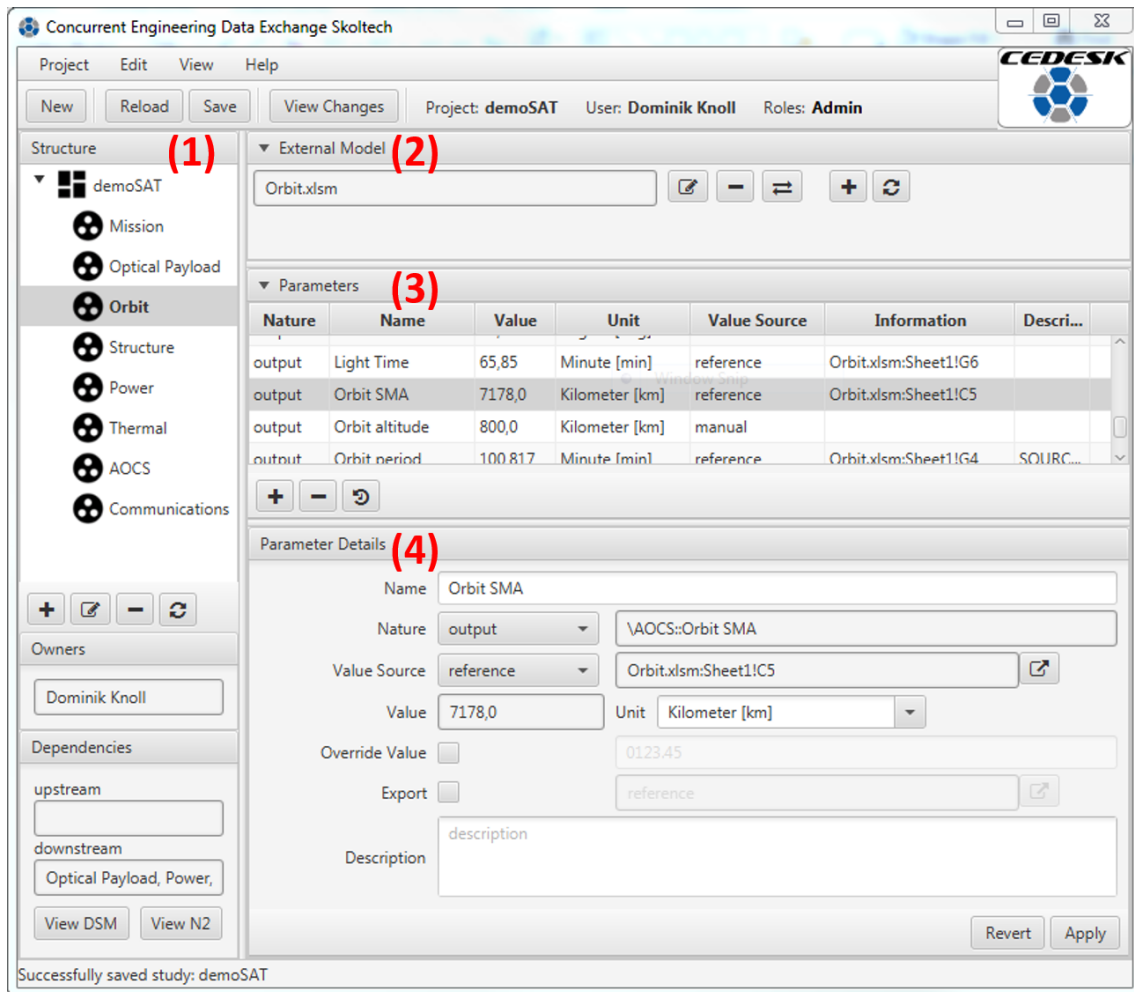 Concurrent Engineering Data Exchange Skoltech
Project Edit View Help
CEDESK
New Reload Save View Changes Project: demoSAT User: Dominik Knoll Roles: Admin
Structure (1)
demoSAT
Mission
Optical Payload
Orbit
Structure
Power
Thermal
AOCS
Communications
Owners
Dominik Knoll
Dependencies
upstream
downstream
Optical Payload, Power,
View DSM View N2
External Model (2)
Orbit.xlsm
Parameters (3)
Nature Name Value Unit Value Source Information Descri...
output Light Time 65,85 Minute [min] reference Orbit.xlsm:Sheet1!G6
Window Snip
output Orbit SMA 7178,0 Kilometer [km] reference Orbit.xlsm:Sheet1!C5
output Orbit altitude 800,0 Kilometer [km] manual
output Orbit period 100,817 Minute [min] reference Orbit.xlsm:Sheet1!G4 SOURC...
Parameter Details (4)
Name Orbit SMA
Nature output \AOCS::Orbit SMA
Value Source reference Orbit.xlsm:Sheet1!C5
Value 7178,0 Unit Kilometer [km]
Override Value 0123.45
Export reference
Description description
Revert Apply
Successfully saved study: demoSAT